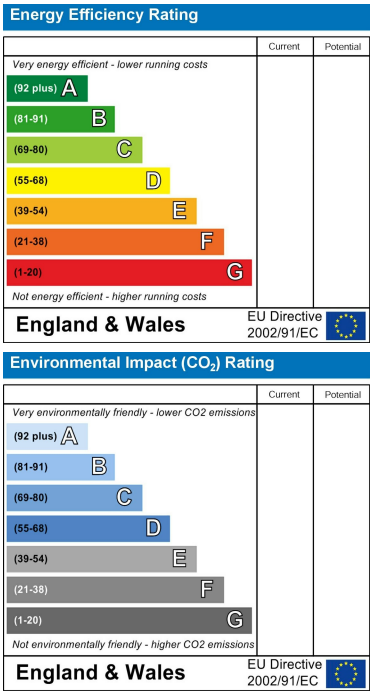 Energy Efficiency Rating
Current Potential
Very energy efficient - lower running costs
(92 plus) A
(81-91) B
(69-80) C
(55-68) D
(39-54) E
(21-38) F
(1-20) G
Not energy efficient - higher running costs
England & Wales
EU Directive
2002/91/EC
Environmental Impact (CO₂) Rating
Current Potential
Very environmentally friendly - lower CO2 emissions
(92 plus) A
(81-91) B
(69-80) C
(55-68) D
(39-54) E
(21-38) F
(1-20) G
Not environmentally friendly - higher CO2 emissions
England & Wales
EU Directive
2002/91/EC